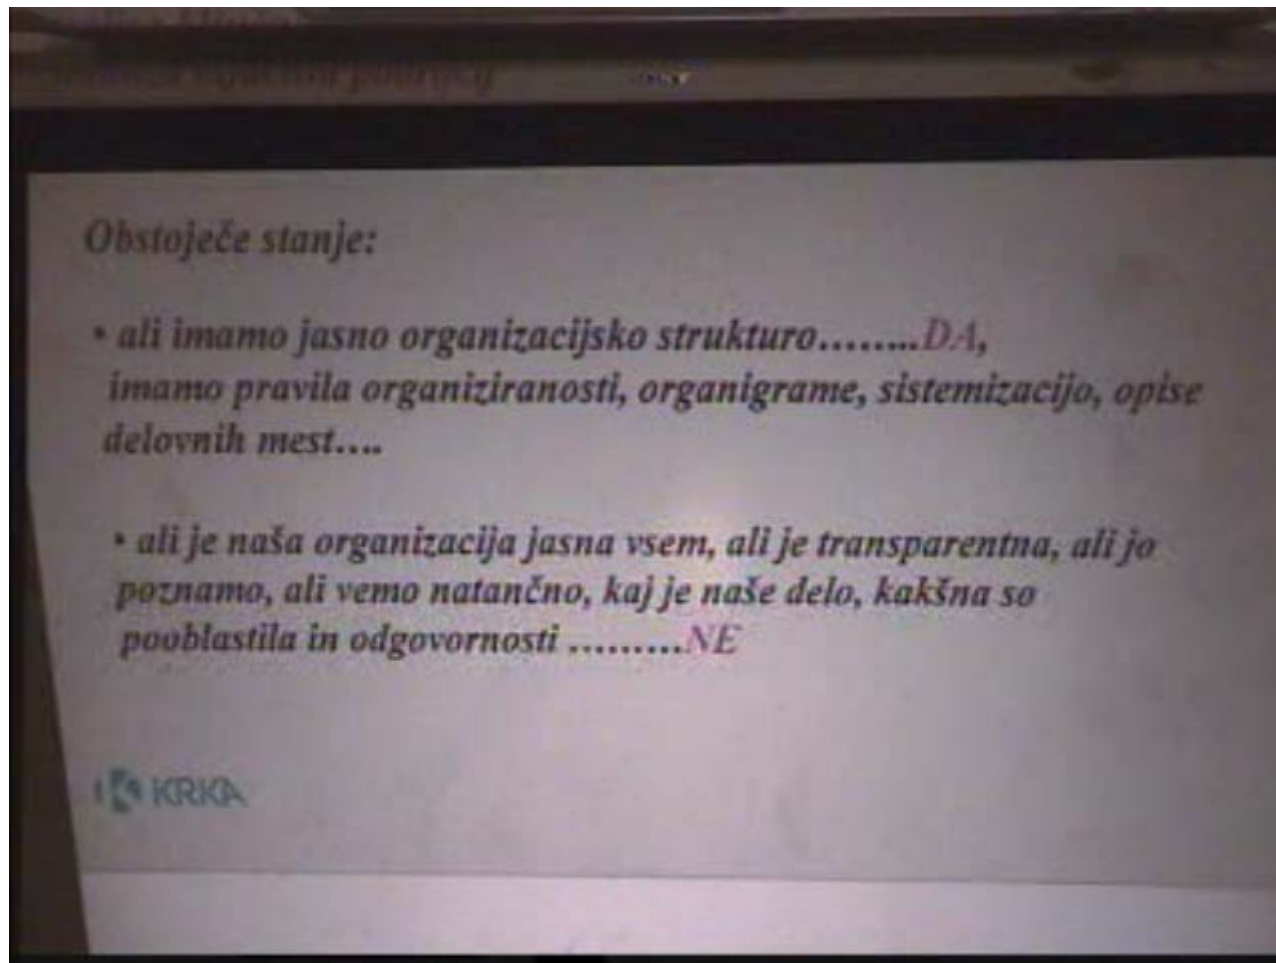 Obstoječe stanje:
• ali imamo jasno organizacijsko strukturo........DA,
imamo pravila organiziranosti, organigrame, sistemizacijo, opise
delovnih mest....
• ali je naša organizacija jasna vsem, ali je transparentna, ali jo
poznamo, ali vemo natančno, kaj je naše delo, kakšna so
pooblastila in odgovornosti .........NE
KRKA